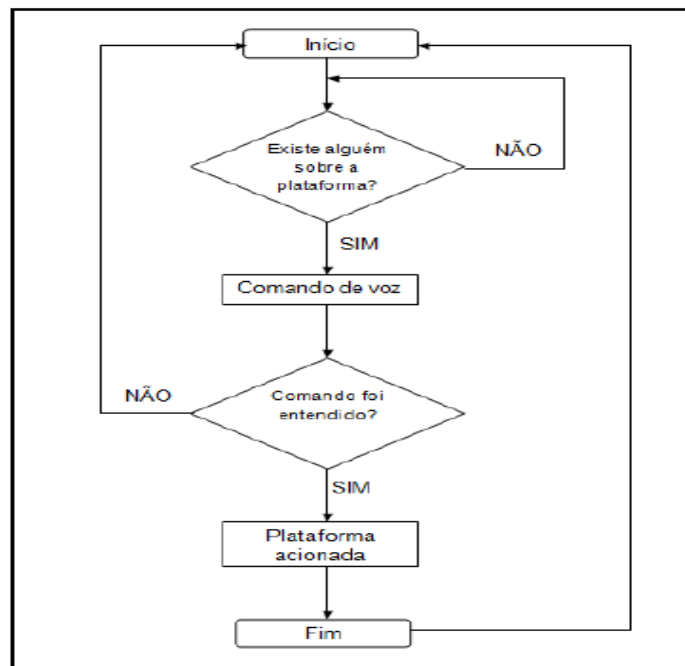 Início
Existe alguém
sobre a
plataforma?
NÃO
SIM
Comando de voz
NÃO
Comando foi
entendido?
SIM
Plataforma
acionada
Fim